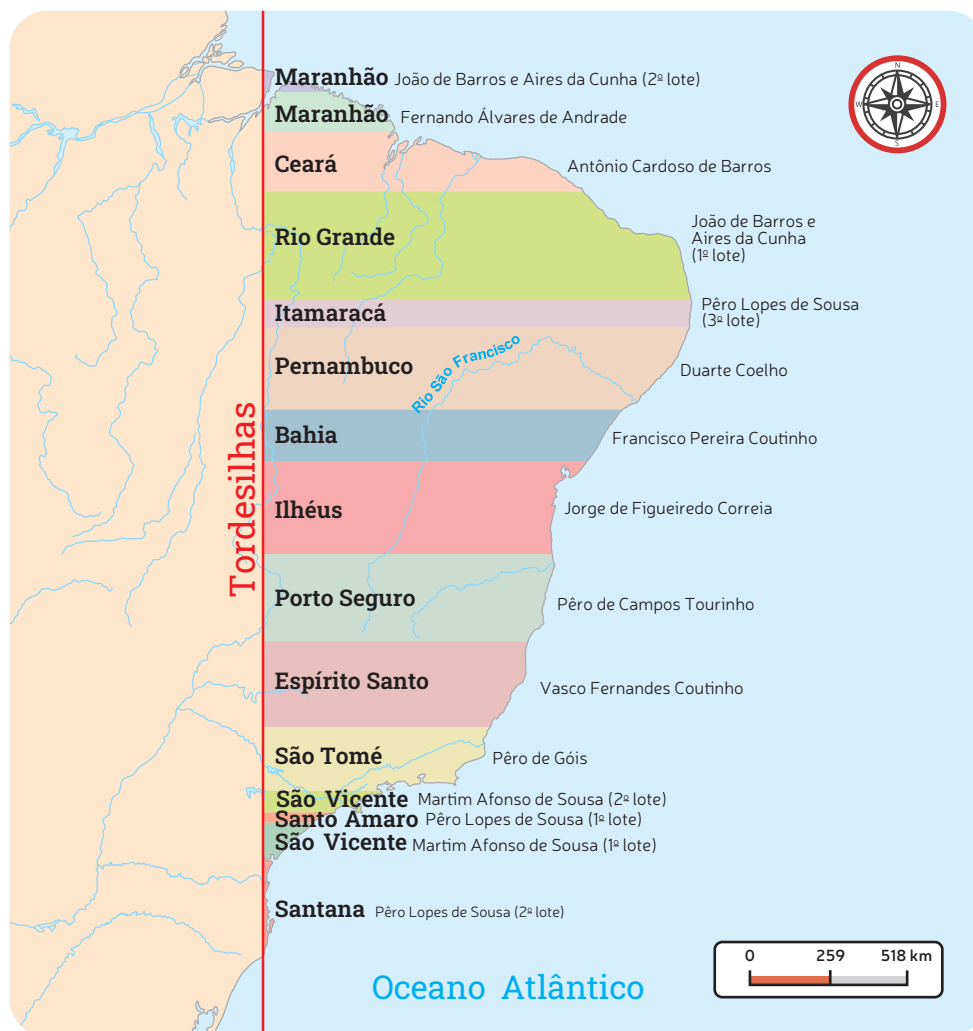 Maranhão João de Barros e Aires da Cunha (2º lote)
Maranhão Fernando Álvares de Andrade
Ceará Antônio Cardoso de Barros
Rio Grande
João de Barros e
Aires da Cunha
(1º lote)
Itamaracá
Pêro Lopes de Sousa
(3º lote)
Pernambuco Duarte Coelho
Rio São Francisco
Bahia Francisco Pereira Coutinho
Ilhéus Jorge de Figueiredo Correia
Tordesilhas
Porto Seguro Pêro de Campos Tourinho
Espírito Santo Vasco Fernandes Coutinho
São Tomé Pêro de Góis
São Vicente Martim Afonso de Sousa (2º lote)
Santo Amaro Pêro Lopes de Sousa (1º lote)
São Vicente Martim Afonso de Sousa (1º lote)
Santana Pêro Lopes de Sousa (2º lote)
Oceano Atlântico
0 259 518 km
N
W E
S